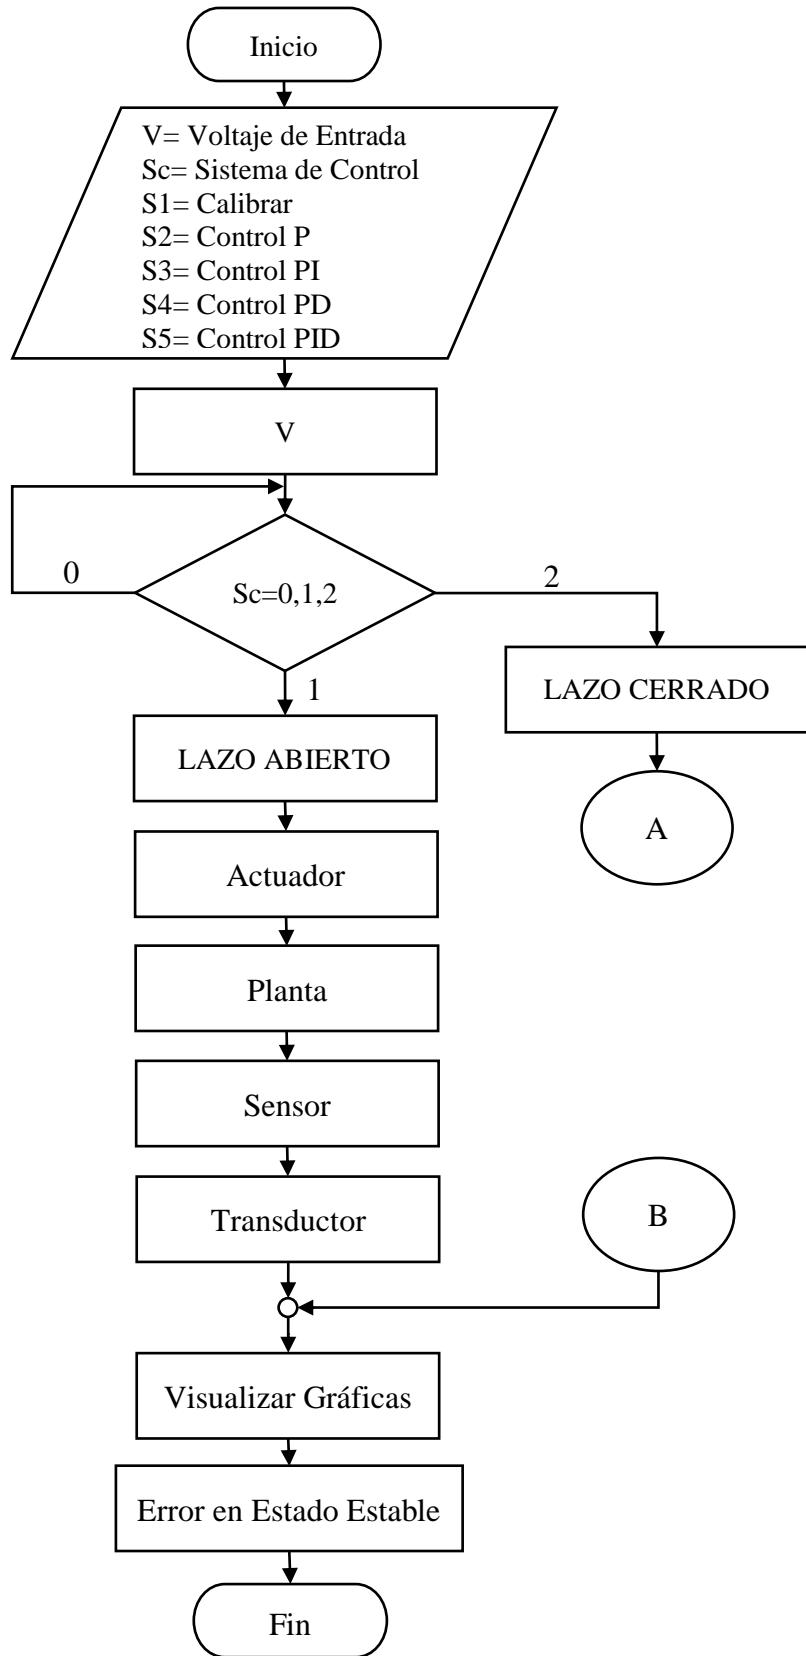 Inicio
V= Voltaje de Entrada
Sc= Sistema de Control
S1= Calibrar
S2= Control P
S3= Control PI
S4= Control PD
S5= Control PID
V
0
Sc=0,1,2
2
1
LAZO CERRADO
LAZO ABIERTO
A
Actuador
Planta
Sensor
Transductor
B
Visualizar Gráficas
Error en Estado Estable
Fin